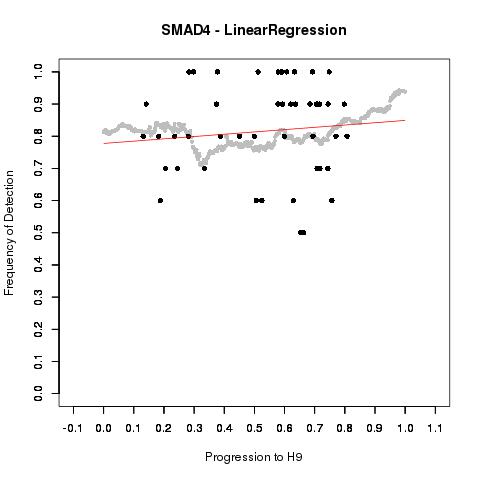 SMAD4 - LinearRegression
Frequency of Detection
1.0
0.9
0.8
0.7
0.6
0.5
0.4
0.3
0.2
0.1
0.0
-0.1 0.0 0.1 0.2 0.3 0.4 0.5 0.6 0.7 0.8 0.9 1.0 1.1
Progression to H9